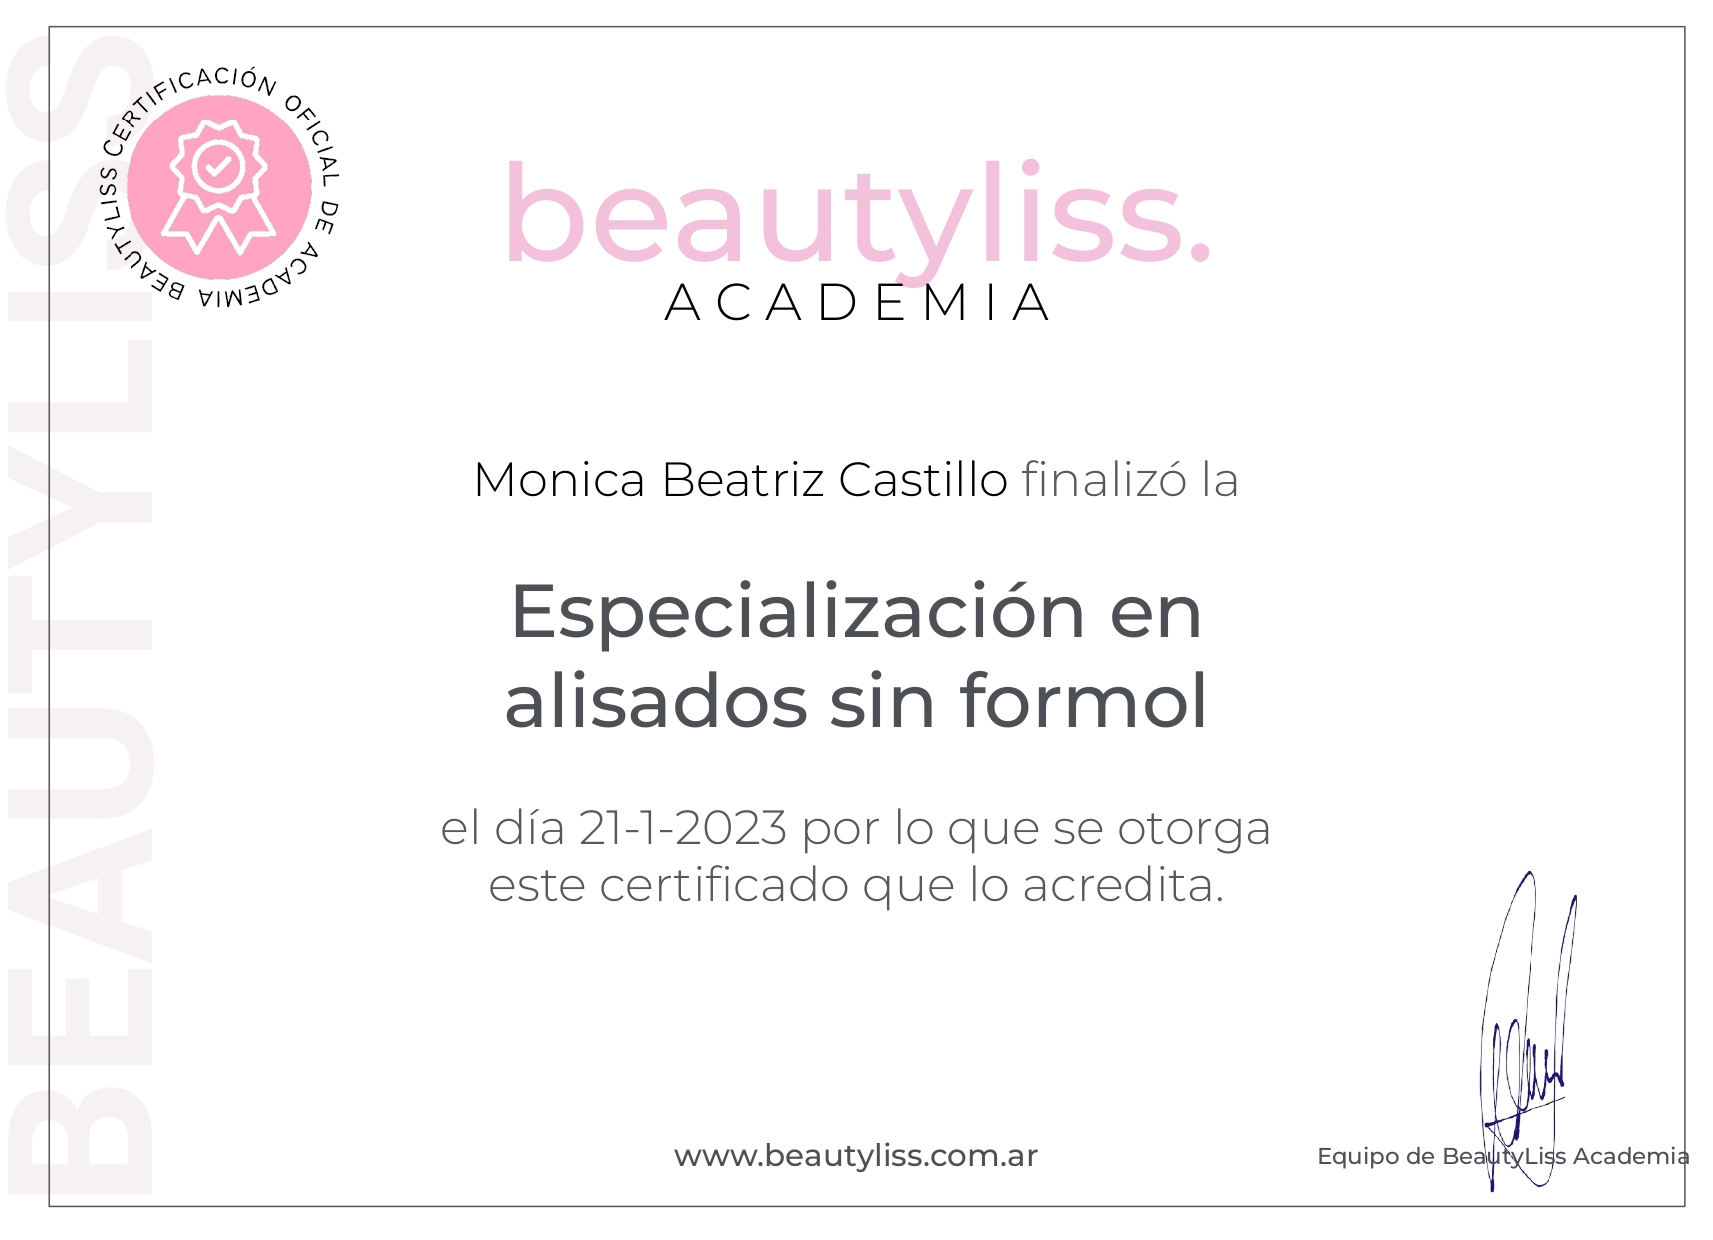 BEAUTYLISS
CERTIFICACIÓN OFICIAL DE ACADEMIA BEAUTYLISS
beautyliss.
ACADEMIA
Monica Beatriz Castillo finalizó la
Especialización en
alisados sin formol
el día 21-1-2023 por lo que se otorga
este certificado que lo acredita.
www.beautyliss.com.ar
Equipo de BeautyLiss Academia